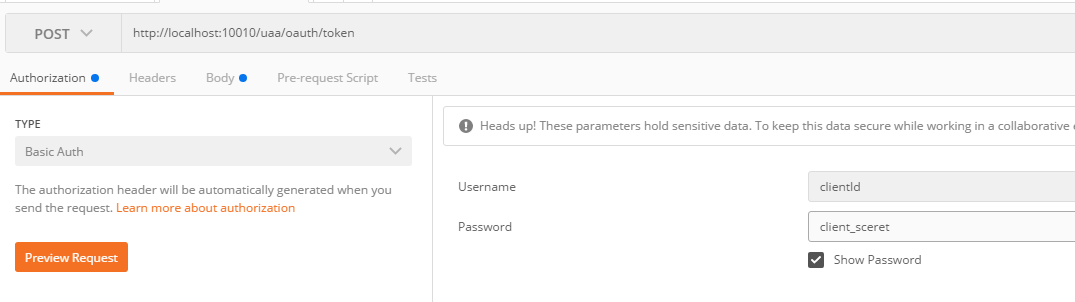 POST http://localhost:10010/uaa/oauth/token
Authorization Headers Body Pre-request Script Tests
TYPE
Basic Auth
The authorization header will be automatically generated when you
send the request. Learn more about authorization
Preview Request
Heads up! These parameters hold sensitive data. To keep this data secure while working in a collaborative
Username clientId
Password client_sceret
Show Password